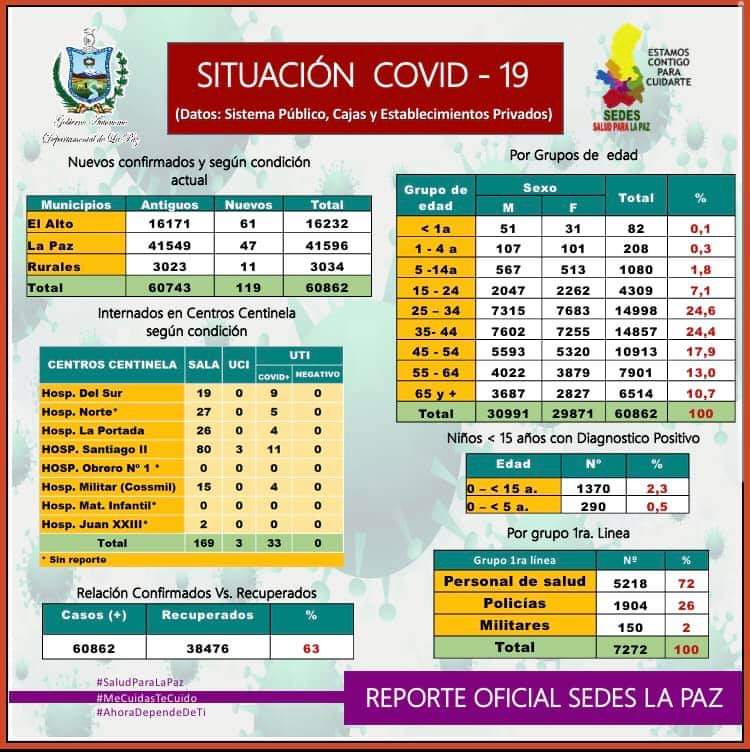 SITUACIÓN COVID - 19
(Datos: Sistema Público, Cajas y Establecimientos Privados)
Gobierno Autónomo
Departamental de La Paz
ESTAMOS
CONTIGO
PARA
CUIDARTE
SEDES
SALUD PARA LA PAZ
Nuevos confirmados y según condición
actual
Municipios Antiguos Nuevos Total
El Alto 16171 61 16232
La Paz 41549 47 41596
Rurales 3023 11 3034
Total 60743 119 60862
Internados en Centros Centinela
según condición
CENTROS CENTINELA SALA UCI UTI
COVID+ NEGATIVO
Hosp. Del Sur 19 0 9 0
Hosp. Norte* 27 0 5 0
Hosp. La Portada 26 0 4 0
HOSP. Santiago II 80 3 11 0
HOSP. Obrero Nº 1 * 0 0 0 0
Hosp. Militar (Cossmil) 15 0 4 0
Hosp. Mat. Infantil* 0 0 0 0
Hosp. Juan XXIII* 2 0 0 0
Total 169 3 33 0
* Sin reporte
Relación Confirmados Vs. Recuperados
Casos (+) Recuperados %
60862 38476 63
Por Grupos de edad
Grupo de edad Sexo Total %
M F
< 1a 51 31 82 0,1
1 - 4 a 107 101 208 0,3
5 -14a 567 513 1080 1,8
15 - 24 2047 2262 4309 7,1
25 – 34 7315 7683 14998 24,6
35- 44 7602 7255 14857 24,4
45 - 54 5593 5320 10913 17,9
55 - 64 4022 3879 7901 13,0
65 y + 3687 2827 6514 10,7
Total 30991 29871 60862 100
Niños < 15 años con Diagnostico Positivo
Edad Nº %
0 – < 15 a. 1370 2,3
0 – < 5 a. 290 0,5
Por grupo 1ra. Linea
Grupo 1ra línea Nº %
Personal de salud 5218 72
Policías 1904 26
Militares 150 2
Total 7272 100
#SaludParaLaPaz
#MeCuidasTeCuido
#AhoraDependeDeTi
REPORTE OFICIAL SEDES LA PAZ